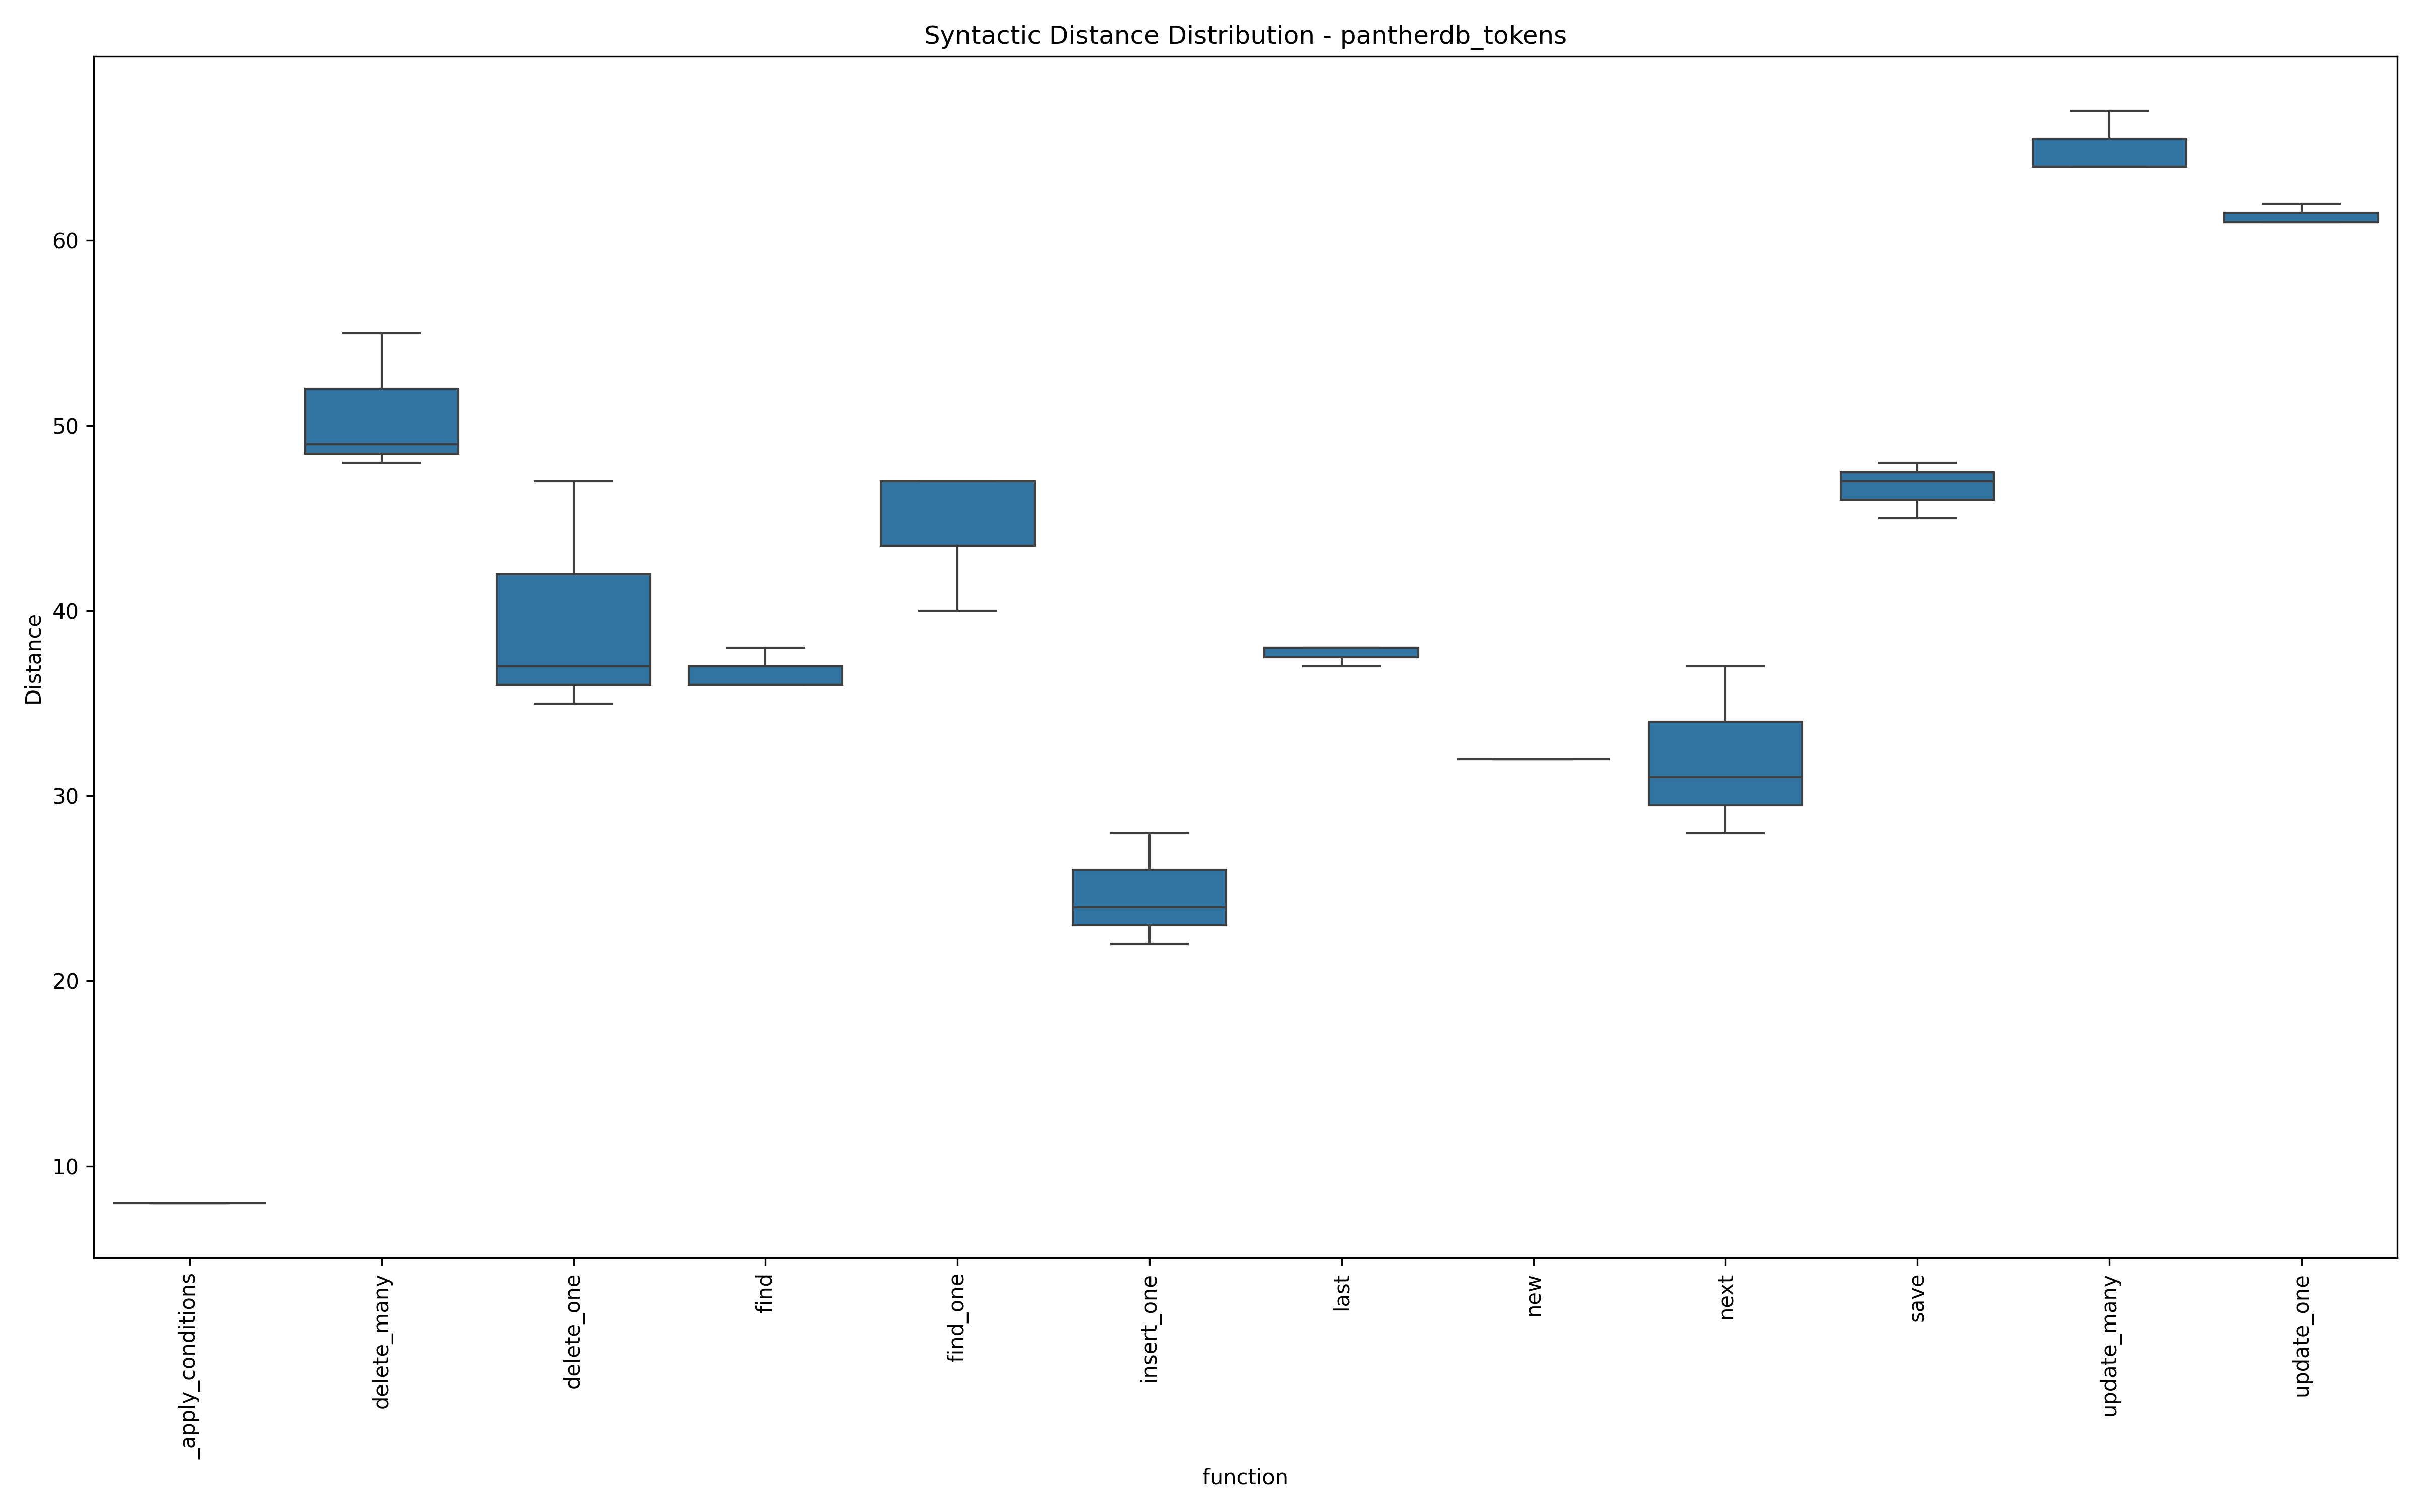 Syntactic Distance Distribution - pantherdb_tokens
Distance
60
50
40
30
20
10
_apply_conditions
delete_many
delete_one
find
find_one
insert_one
last
new
next
save
update_many
update_one
function